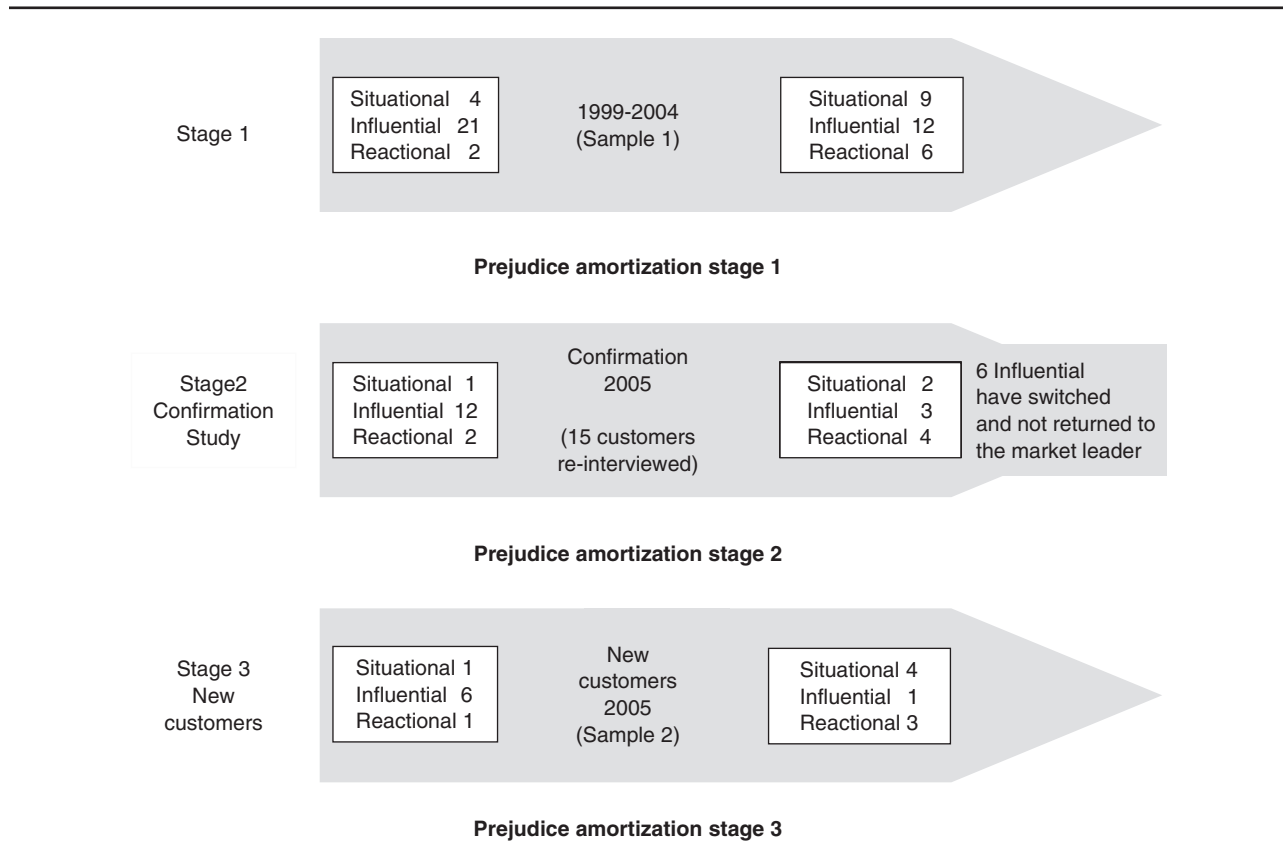 Stage 1
Situational 4
Influential 21
Reactional 2
1999-2004
(Sample 1)
Situational 9
Influential 12
Reactional 6
Prejudice amortization stage 1
Stage2
Confirmation
Study
Situational 1
Influential 12
Reactional 2
Confirmation
2005
(15 customers
re-interviewed)
Situational 2
Influential 3
Reactional 4
6 Influential
have switched
and not returned to
the market leader
Prejudice amortization stage 2
Stage 3
New
customers
Situational 1
Influential 6
Reactional 1
New
customers
2005
(Sample 2)
Situational 4
Influential 1
Reactional 3
Prejudice amortization stage 3